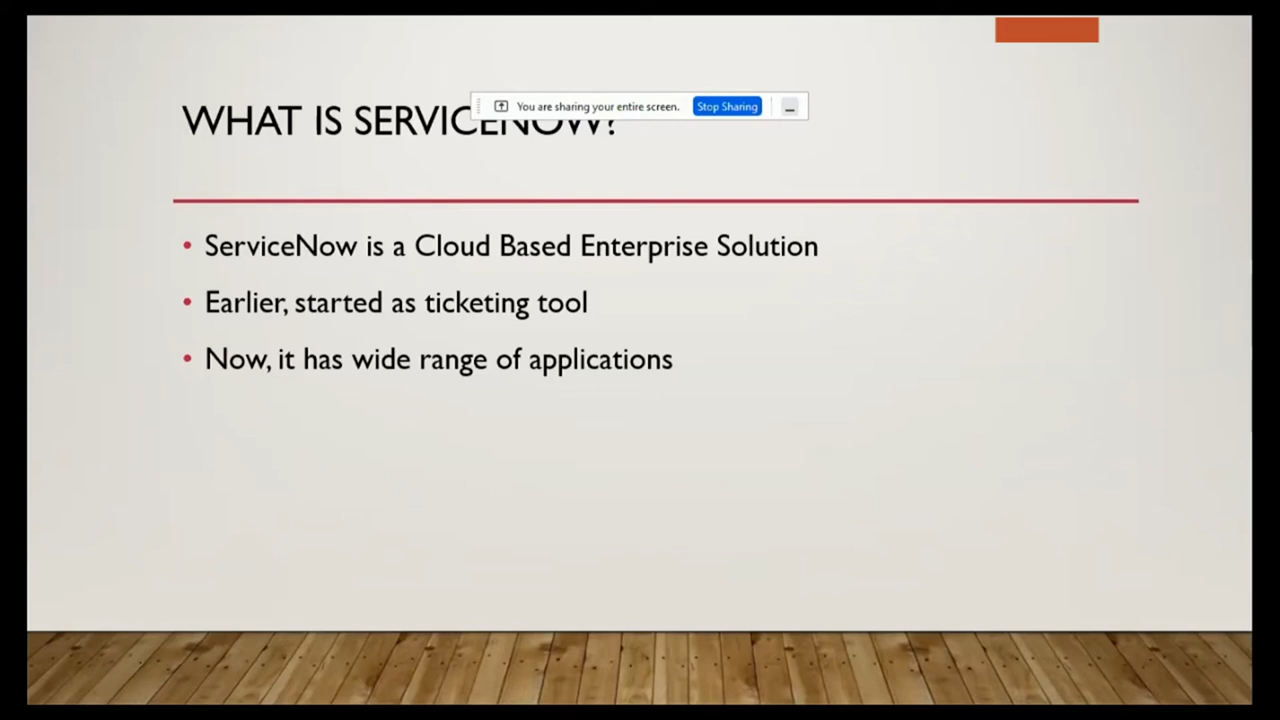 WHAT IS SERVICENOW?
You are sharing your entire screen. Stop Sharing
• ServiceNow is a Cloud Based Enterprise Solution
• Earlier, started as ticketing tool
• Now, it has wide range of applications